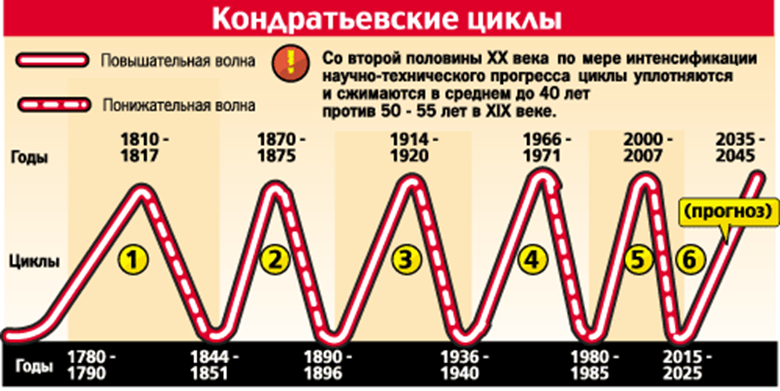 Кондратьевские циклы
Повышательная волна
Понижательная волна
!
Со второй половины XX века по мере интенсификации
научно-технического прогресса циклы уплотняются
и сжимаются в среднем до 40 лет
против 50 - 55 лет в XIX веке.
Годы
1810 -
1817
1870 -
1875
1914 -
1920
1966 -
1971
2000 -
2007
2035 -
2045
(прогноз)
Циклы
1
2
3
4
5
6
Годы
1780 -
1790
1844 -
1851
1890 -
1896
1936 -
1940
1980 -
1985
2015 -
2025